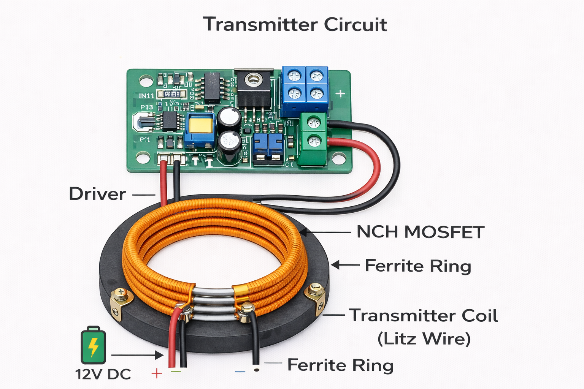 Transmitter Circuit
+
Driver
NCH MOSFET
Ferrite Ring
Transmitter Coil
(Litz Wire)
12V DC
+ − −
Ferrite Ring